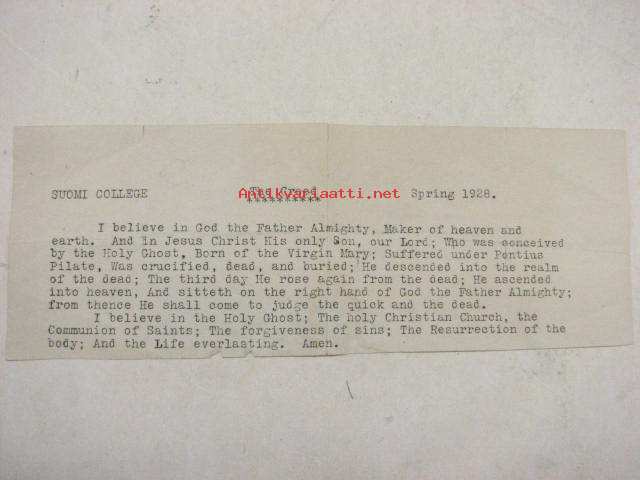 SUOMI COLLEGE The Creed Spring 1928.
Antikvariaatti.net
**********
I believe in God the Father Almighty, Maker of heaven and
earth. And in Jesus Christ His only Son, our Lord; Who was conceived
by the Holy Ghost, Born of the Virgin Mary; Suffered under Pontius
Pilate, Was crucified, dead, and buried; He descended into the realm
of the dead; The third day He rose again from the dead; He ascended
into heaven, And sitteth on the right hand of God the Father Almighty;
from thence He shall come to judge the quick and the dead.
I believe in the Holy Ghost; The holy Christian Church, the
Communion of Saints; The forgiveness of sins; The Resurrection of the
body; And the Life everlasting. Amen.